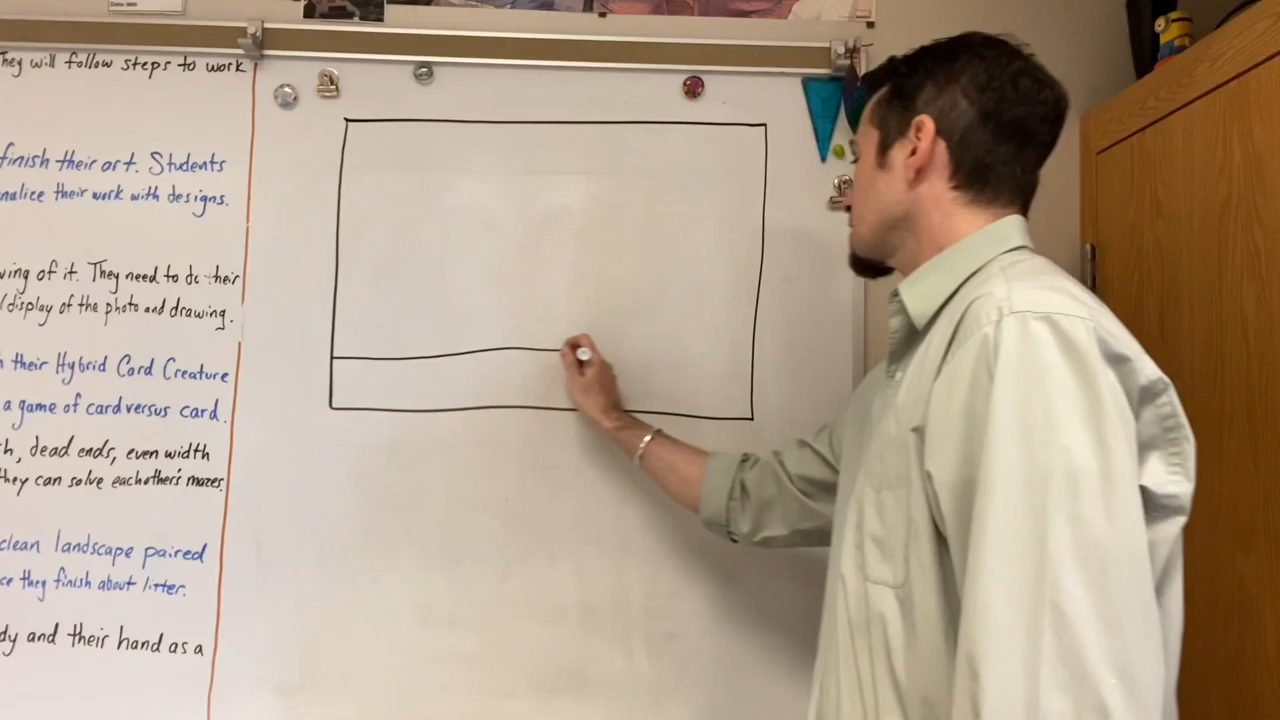 They will follow steps to work
finish their art. Students
nalice their work with designs.
ving of it. They need to do their
/display of the photo and drawing.
h their Hybrid Card Creature
a game of card versus card.
h, dead ends, even width
they can solve eachother's mazes.
clean landscape paired
ce they finish about litter.
dy and their hand as a